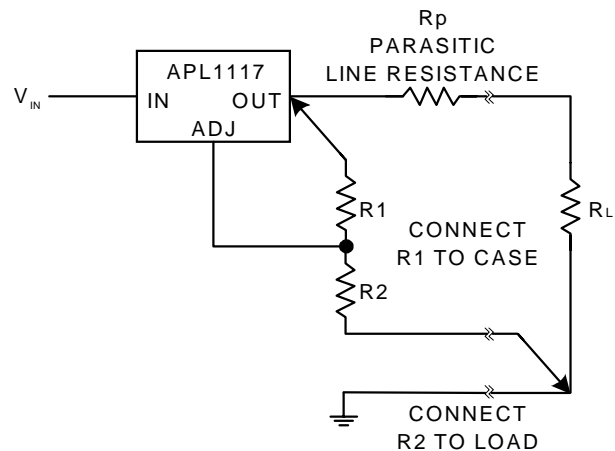 Rp
PARASITIC
LINE RESISTANCE
APL1117
VIN
IN OUT
ADJ
R1
RL
CONNECT
R1 TO CASE
R2
CONNECT
R2 TO LOAD